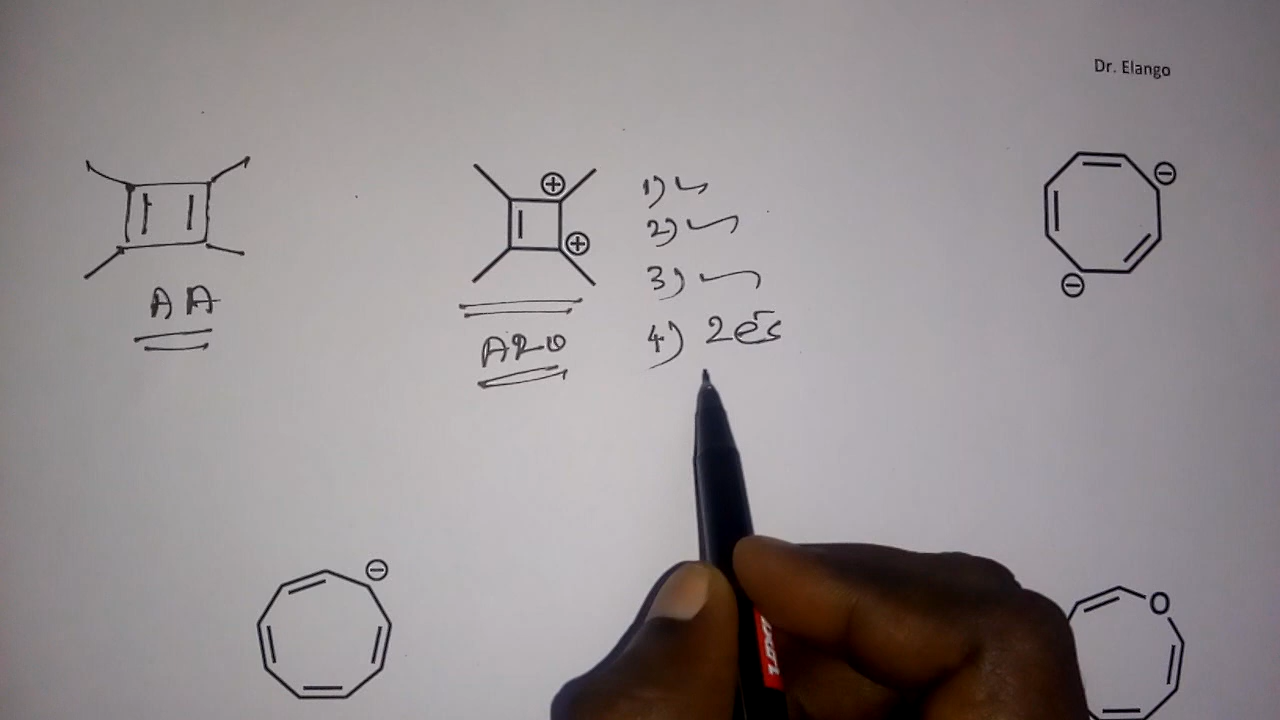 Dr. Elango
⊕
⊖
1)
2)
⊕
3)
⊖
AA
4) 2e⁻s
ARO
⊖
O